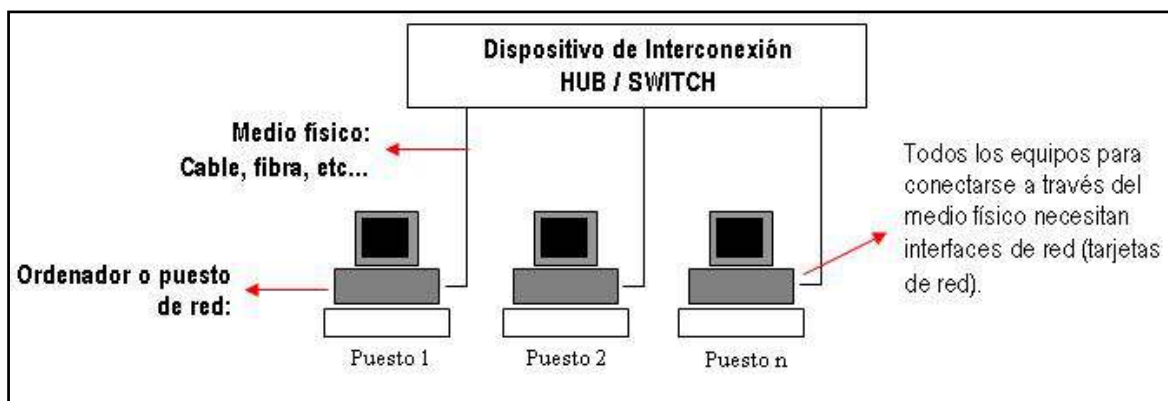 Dispositivo de Interconexión
HUB / SWITCH
Medio físico:
Cable, fibra, etc...
Todos los equipos para
conectarse a través del
medio físico necesitan
interfaces de red (tarjetas
de red).
Ordenador o puesto
de red:
Puesto 1
Puesto 2
Puesto n